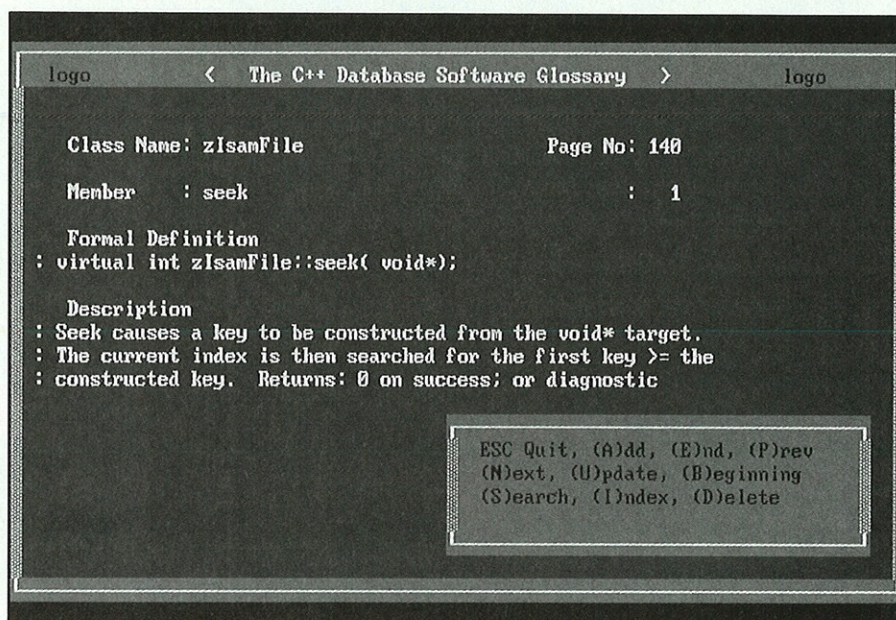 logo < The C++ Database Software Glossary > logo
Class Name: zIsamFile Page No: 140
Member : seek : 1
Formal Definition
: virtual int zIsamFile::seek( void*);
Description
: Seek causes a key to be constructed from the void* target.
: The current index is then searched for the first key >= the
: constructed key. Returns: 0 on success; or diagnostic
ESC Quit, (A)dd, (E)nd, (P)rev
(N)ext, (U)pdate, (B)eginning
(S)earch, (I)ndex, (D)elete